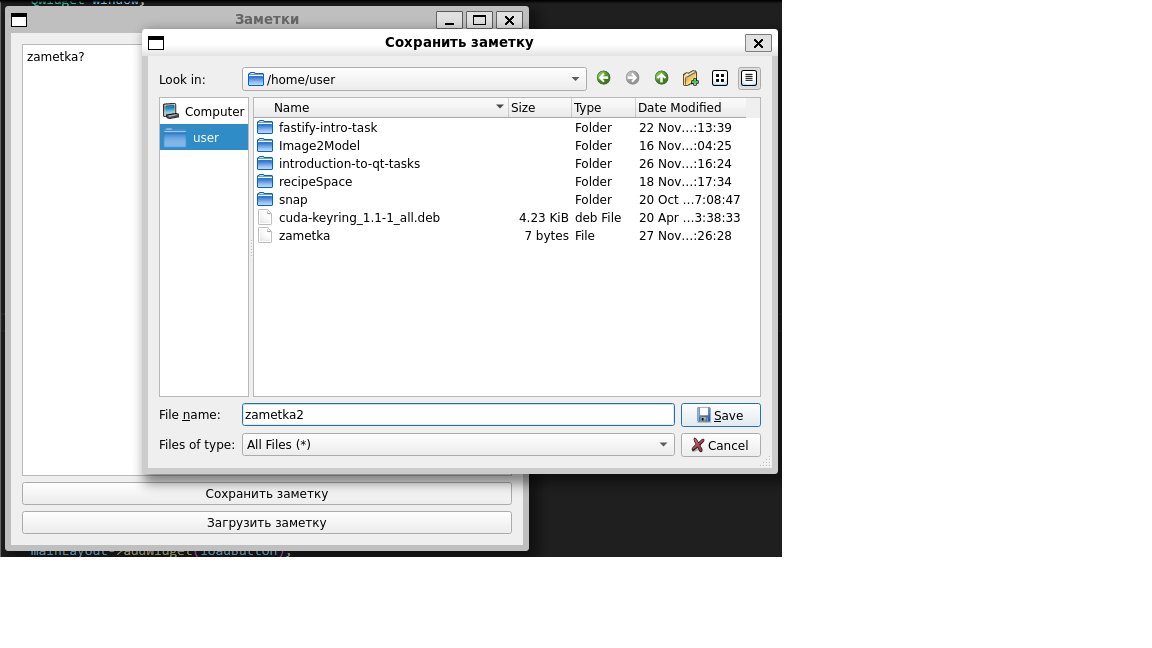 QWidget window;
Заметки
Сохранить заметку
zametka?
Look in:
/home/user
Computer
user
Name Size Type Date Modified
fastify-intro-task Folder 22 Nov...:13:39
Image2Model Folder 16 Nov...:04:25
introduction-to-qt-tasks Folder 26 Nov...:16:24
recipeSpace Folder 18 Nov...:17:34
snap Folder 20 Oct ...7:08:47
cuda-keyring_1.1-1_all.deb 4.23 KiB deb File 20 Apr ...3:38:33
zametka 7 bytes File 27 Nov...:26:28
File name: zametka2 Save
Files of type: All Files (*) Cancel
Сохранить заметку
Загрузить заметку
mainLayout->addWidget(loadButton);